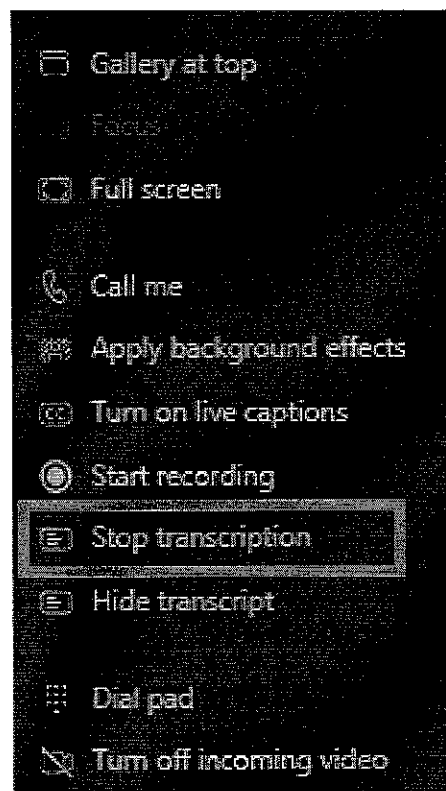 Gallery at top
Focus
Full screen
Call me
Apply background effects
CC
Turn on live captions
Start recording
Stop transcription
Hide transcript
Dial pad
Turn off incoming video